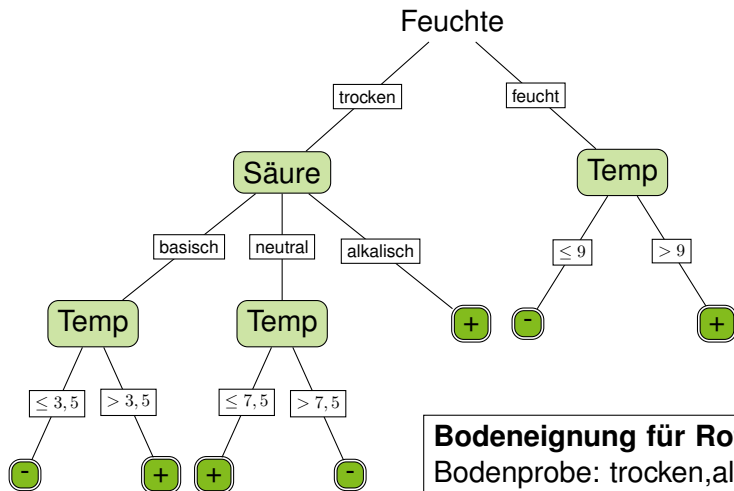 Feuchte
trocken feucht
Säure Temp
basisch neutral alkalisch ≤ 9 > 9
Temp Temp + - +
≤ 3, 5 > 3, 5 ≤ 7, 5 > 7, 5
- + + -
Bodeneignung für Ro
Bodenprobe: trocken,al